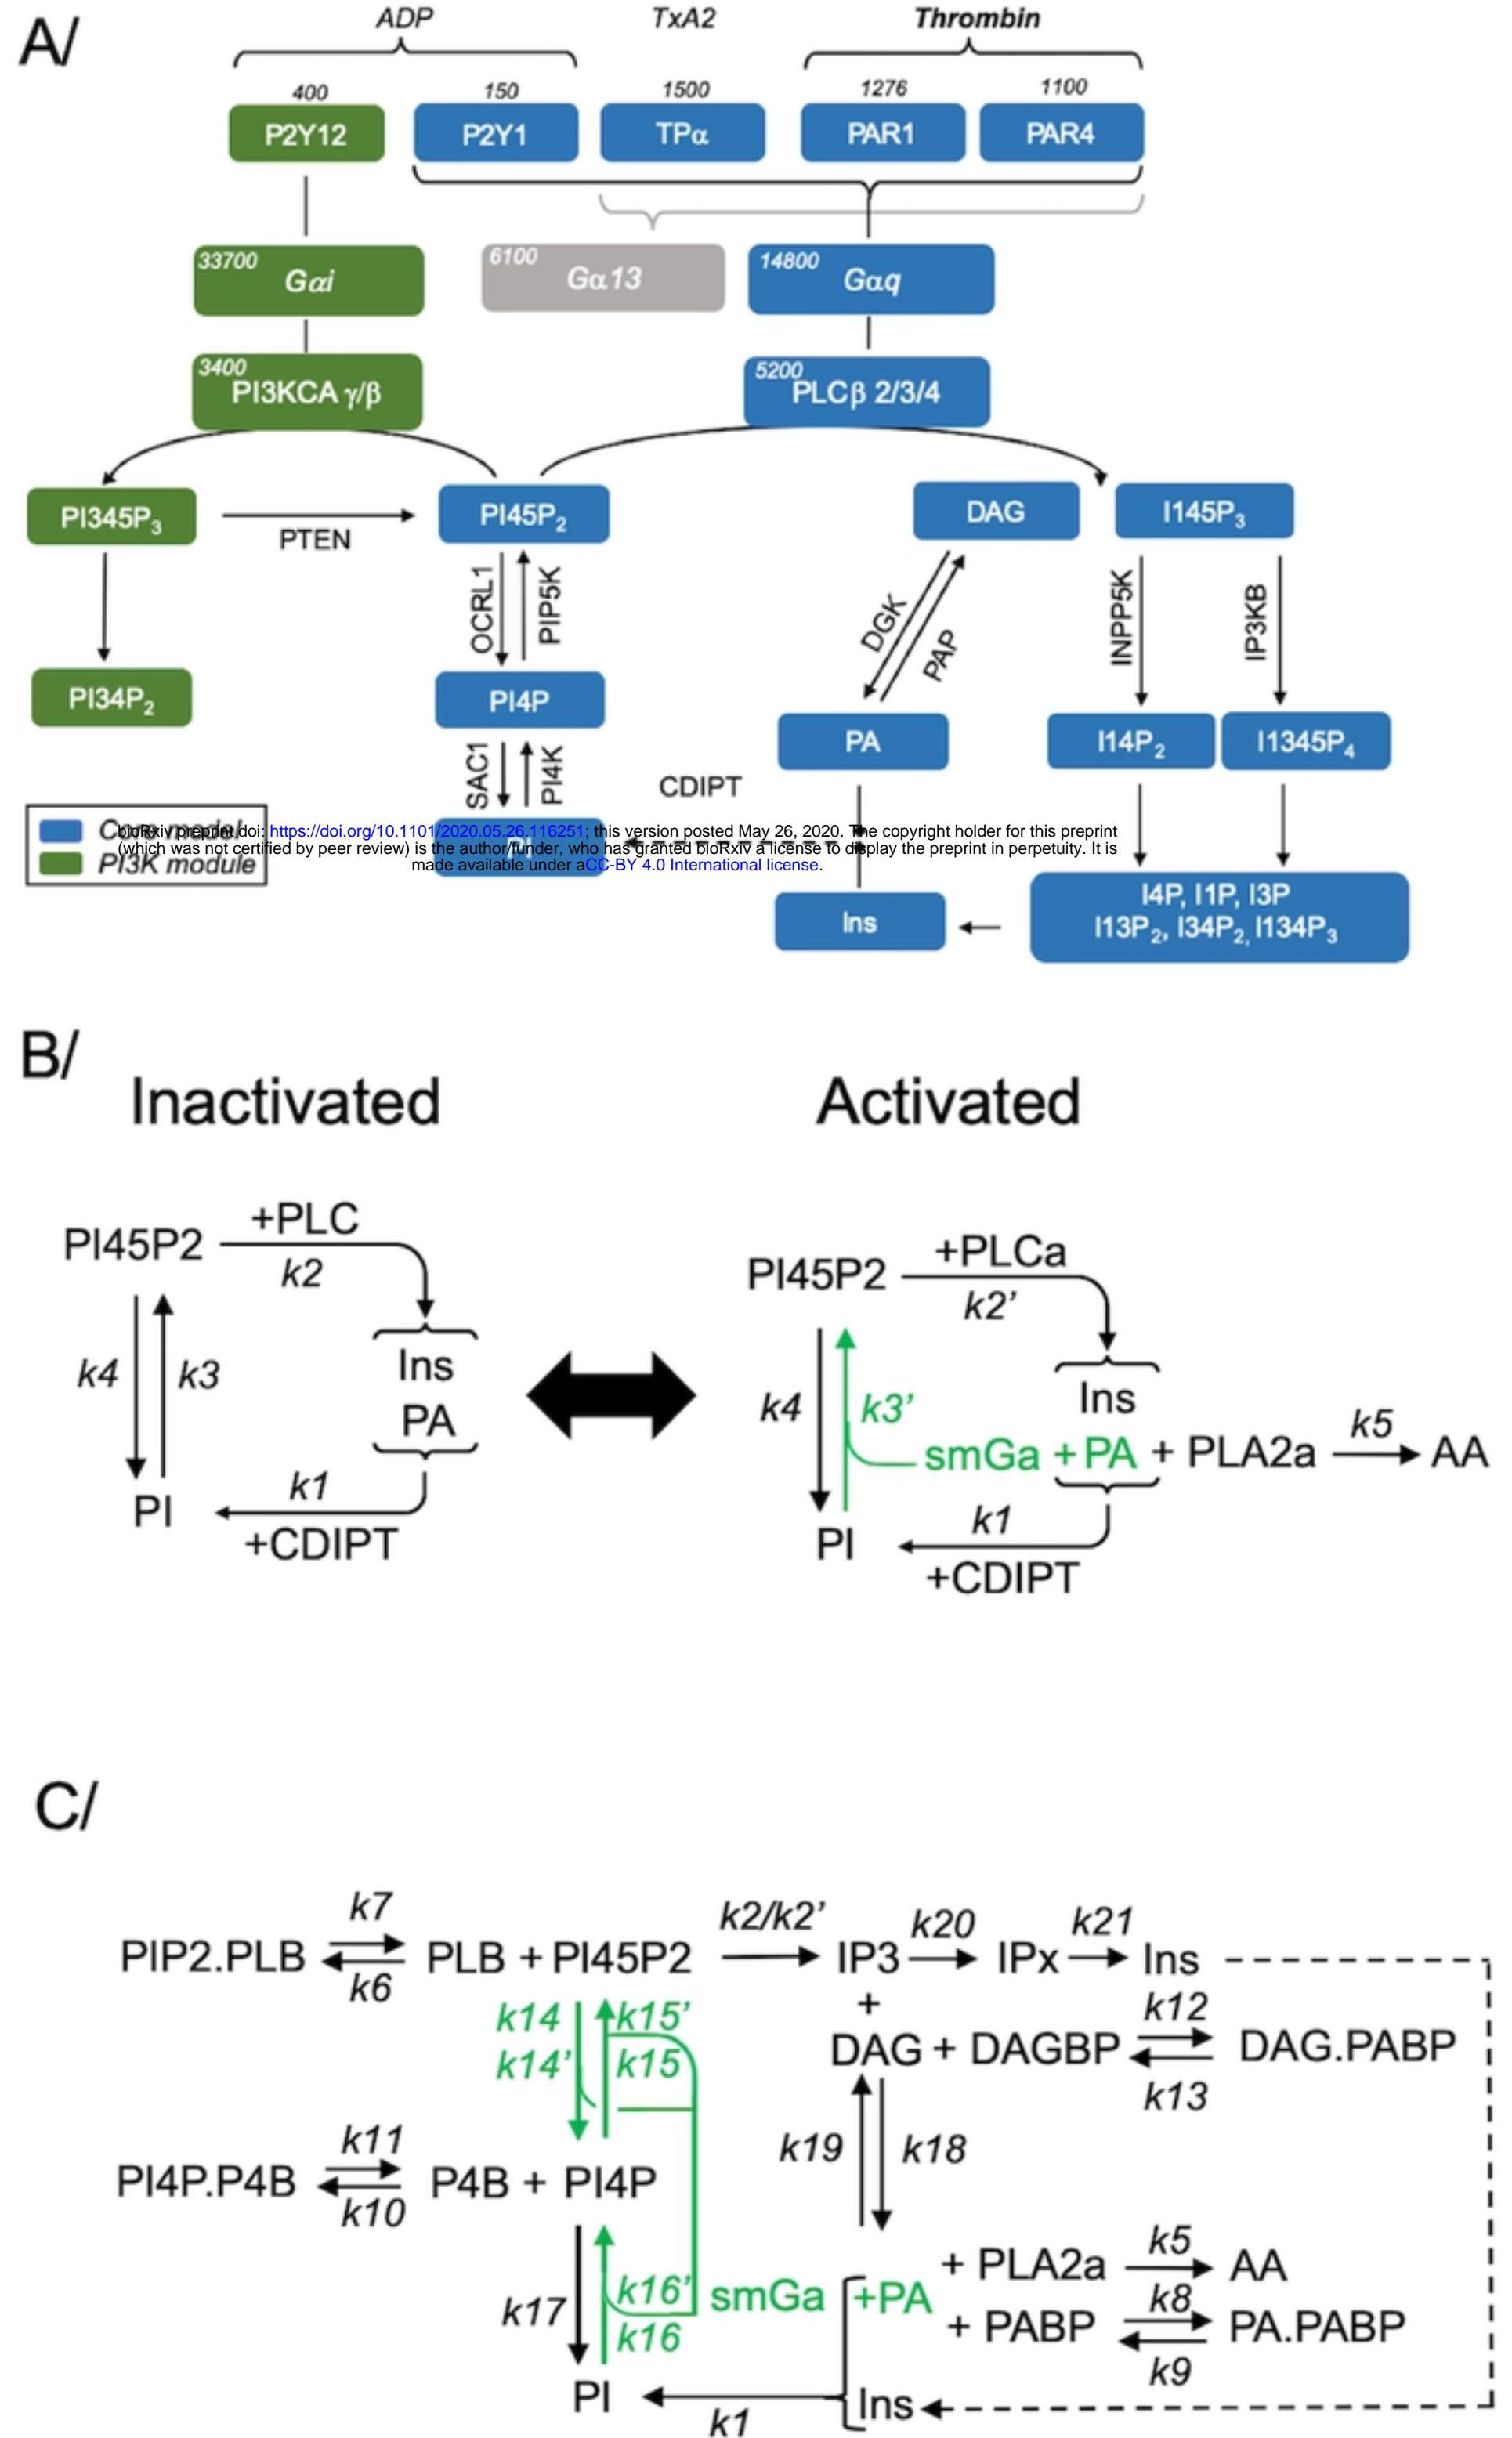 A/
ADP TxA2 Thrombin
400 150 1500 1276 1100
P2Y12 P2Y1 TPα PAR1 PAR4
33700 Gαi 6100 Gα13 14800 Gαq
3400 PI3KCA γ/β 5200 PLCβ 2/3/4
PI345P3 PTEN PI45P2 DAG I145P3
OCRL1 PIP5K DGK PAP INPP5K IP3KB
PI34P2 PI4P PA I14P2 I1345P4
SAC1 PI4K CDIPT
Core model
PI3K module
PI
bioRxiv preprint doi: https://doi.org/10.1101/2020.05.26.116251; this version posted May 26, 2020. The copyright holder for this preprint
(which was not certified by peer review) is the author/funder, who has granted bioRxiv a license to display the preprint in perpetuity. It is
made available under aCC-BY 4.0 International license.
Ins
I4P, I1P, I3P
I13P2, I34P2, I134P3
B/
Inactivated Activated
PI45P2 +PLC
k2
k4 k3
Ins
PA
k1
PI
+CDIPT
PI45P2 +PLCa
k2'
k4 k3'
Ins
smGa +PA + PLA2a k5 AA
k1
PI
+CDIPT
C/
k7 k2/k2' k20 k21
PIP2.PLB PLB + PI45P2 IP3 IPx Ins
k6
k14 k15' + k12
k14' k15 DAG + DAGBP DAG.PABP
k13
k11 k19 k18
PI4P.P4B P4B + PI4P
k10
k5
+ PLA2a AA
k17 k16' smGa +PA k8
k16 + PABP PA.PABP
k9
PI Ins
k1